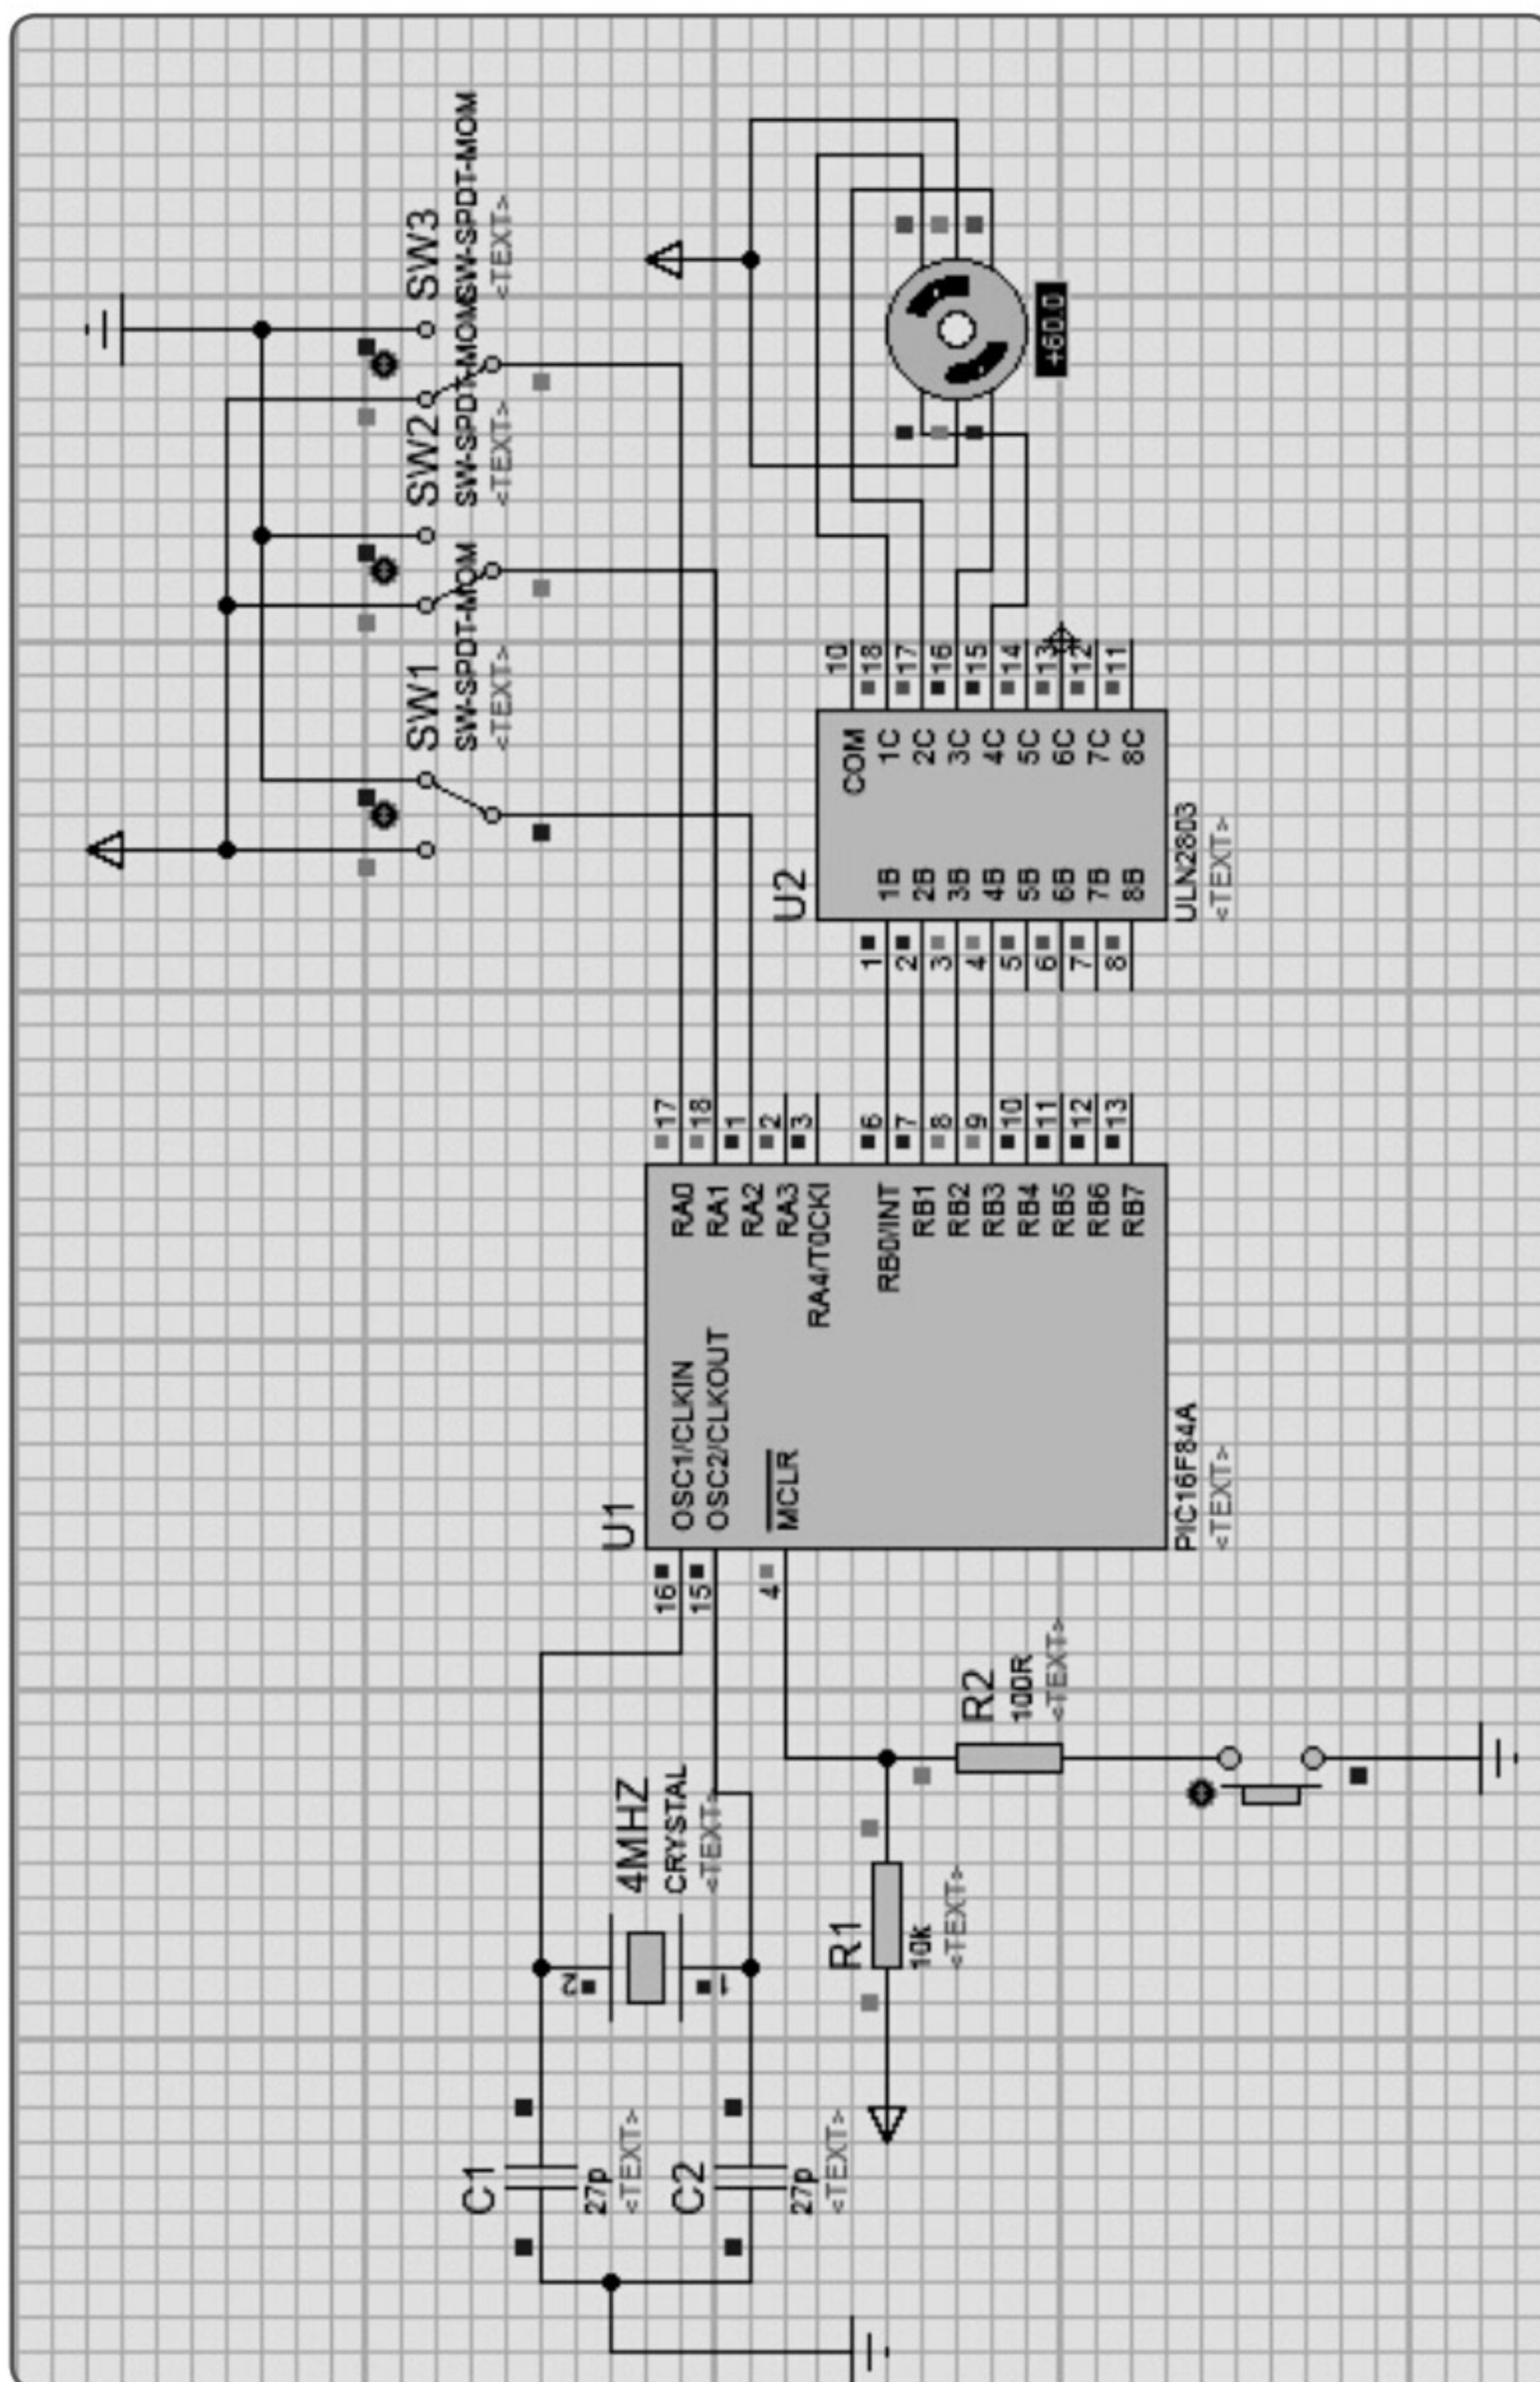 C1
27p
<TEXT>
C2
27p
<TEXT>
2
1
4MHZ
CRYSTAL
<TEXT>
R1
10k
<TEXT>
R2
100R
<TEXT>
U1
16
15
4
OSC1/CLKIN
OSC2/CLKOUT
MCLR
RA0
RA1
RA2
RA3
RA4/T0CKI
RB0/INT
RB1
RB2
RB3
RB4
RB5
RB6
RB7
17
18
1
2
3
6
7
8
9
10
11
12
13
PIC16F84A
<TEXT>
U2
1
2
3
4
5
6
7
8
1B
2B
3B
4B
5B
6B
7B
8B
COM
1C
2C
3C
4C
5C
6C
7C
8C
10
18
17
16
15
14
13
12
11
ULN2803
<TEXT>
SW1
SW-SPDT-MOM
<TEXT>
SW2
SW-SPDT-MOM
<TEXT>
SW3
SW-SPDT-MOM
<TEXT>
+60.0